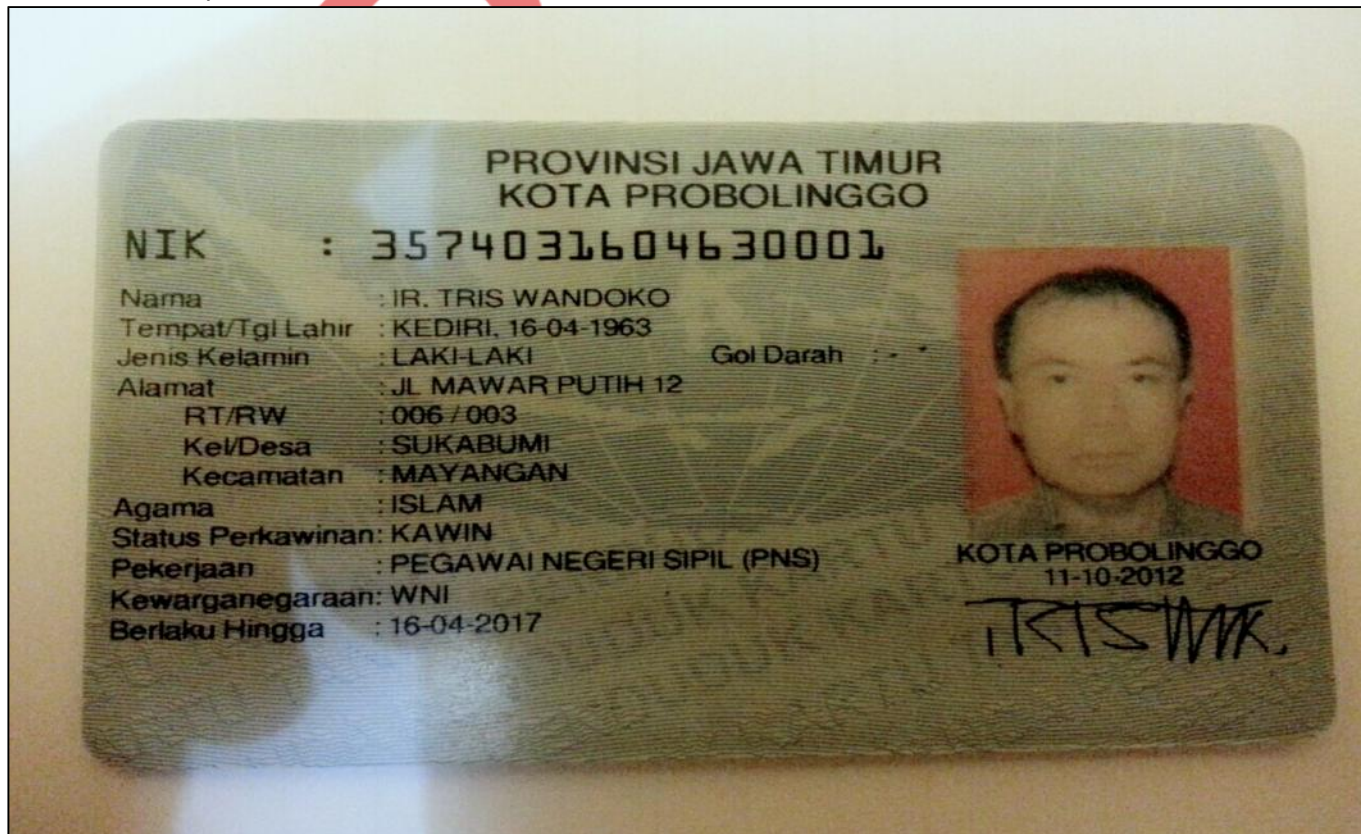 PROVINSI JAWA TIMUR
KOTA PROBOLINGGO
NIK : 3574031604630001
Nama : IR. TRIS WANDOKO
Tempat/Tgl Lahir : KEDIRI, 16-04-1963
Jenis Kelamin : LAKI-LAKI Gol Darah : -
Alamat : JL MAWAR PUTIH 12
RT/RW : 006 / 003
Kel/Desa : SUKABUMI
Kecamatan : MAYANGAN
Agama : ISLAM
Status Perkawinan: KAWIN
Pekerjaan : PEGAWAI NEGERI SIPIL (PNS)
Kewarganegaraan: WNI
Berlaku Hingga : 16-04-2017
KOTA PROBOLINGGO
11-10-2012